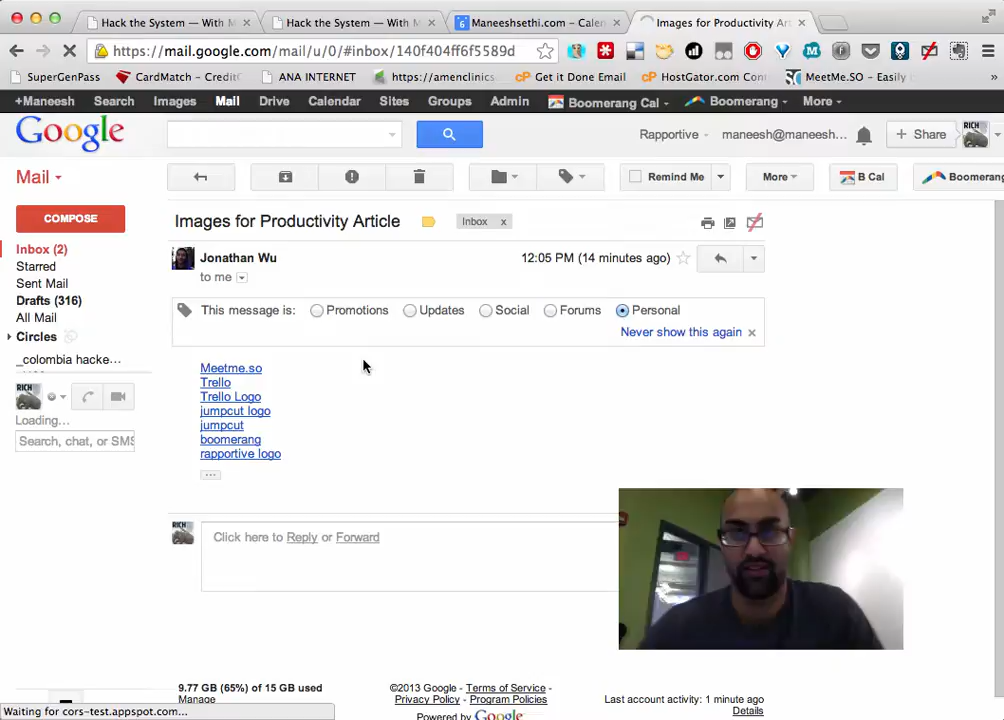 Hack the System — With M
Hack the System — With M
Maneeshsethi.com – Calen
Images for Productivity Artic
https://mail.google.com/mail/u/0/#inbox/140f404ff6f5589d
SuperGenPass
CardMatch – Credit
ANA INTERNET
https://amenclinics
Get it Done Email
HostGator.com Cont
MeetMe.SO – Easily
»
+Maneesh
Search
Images
Mail
Drive
Calendar
Sites
Groups
Admin
Boomerang Cal
Boomerang
More
Google
Rapportive
maneesh@maneesh...
+ Share
RICH
Mail
Remind Me
More
B Cal
Boomerang
COMPOSE
Images for Productivity Article
Inbox x
Inbox (2)
Starred
Sent Mail
Drafts (316)
All Mail
Circles
_colombia hacke...
Jonathan Wu
12:05 PM (14 minutes ago)
to me
This message is:
Promotions
Updates
Social
Forums
Personal
Never show this again ×
Meetme.so
Trello
Trello Logo
jumpcut logo
jumpcut
boomerang
rapportive logo
...
RICH
Loading...
Search, chat, or SMS
RICH
Click here to Reply or Forward
9.77 GB (65%) of 15 GB used
Manage
©2013 Google - Terms of Service -
Privacy Policy - Program Policies
Powered by Google
Last account activity: 1 minute ago
Details
Waiting for cors-test.appspot.com...